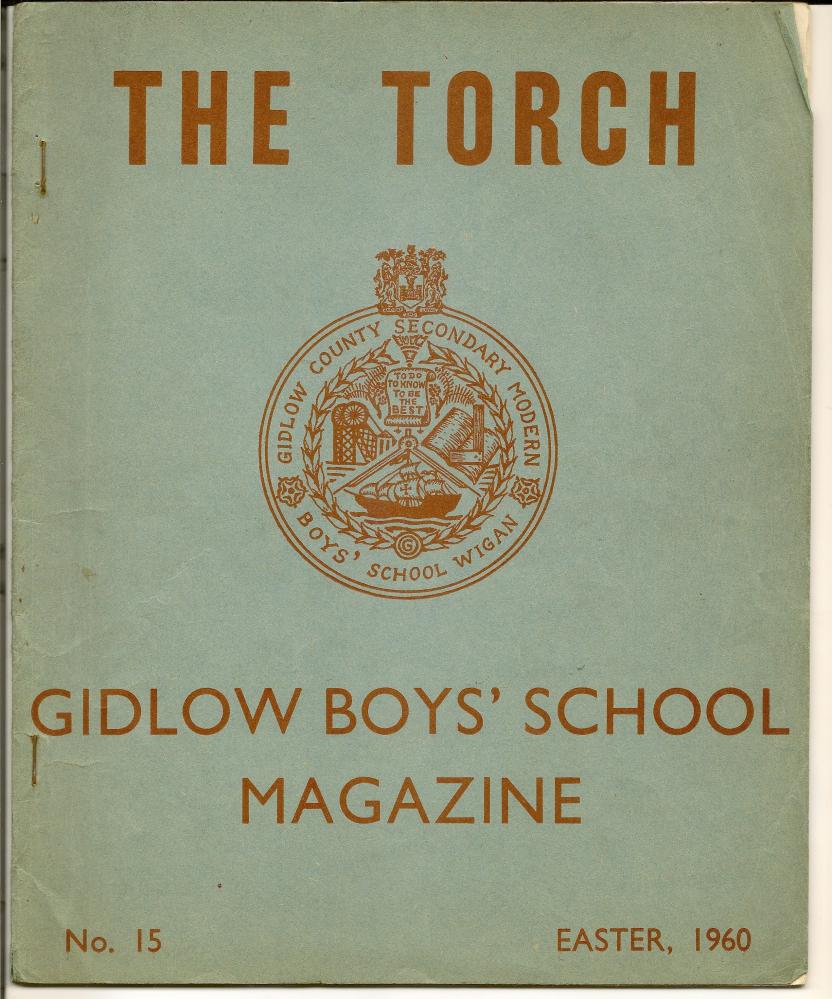 THE TORCH
GIDLOW COUNTY SECONDARY MODERN
TO DO
TO KNOW
TO BE
THE
BEST
G
BOYS' SCHOOL WIGAN
GIDLOW BOYS' SCHOOL
MAGAZINE
No. 15
EASTER, 1960